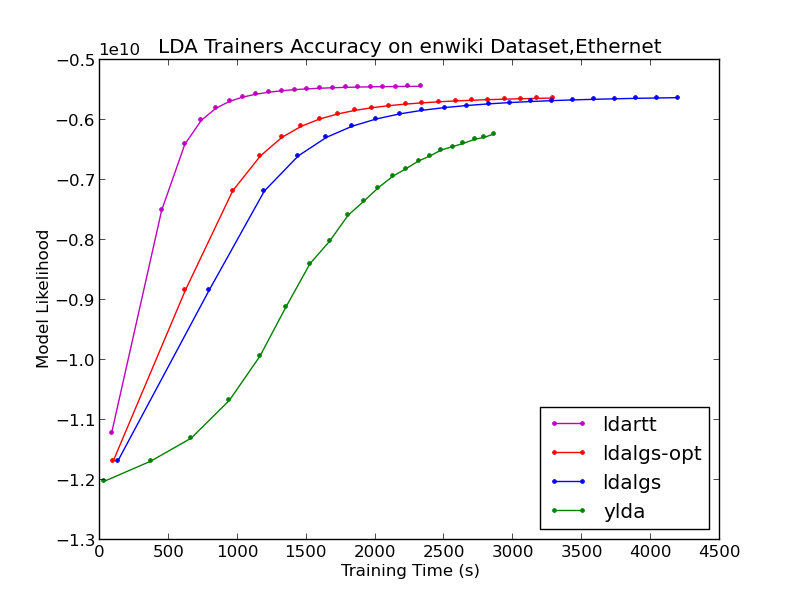 LDA Trainers Accuracy on enwiki Dataset,Ethernet
1e10
−0.5
−0.6
−0.7
−0.8
−0.9
−1.0
−1.1
−1.2
−1.3
Model Likelihood
ldartt
ldalgs-opt
ldalgs
ylda
0 500 1000 1500 2000 2500 3000 3500 4000 4500
Training Time (s)